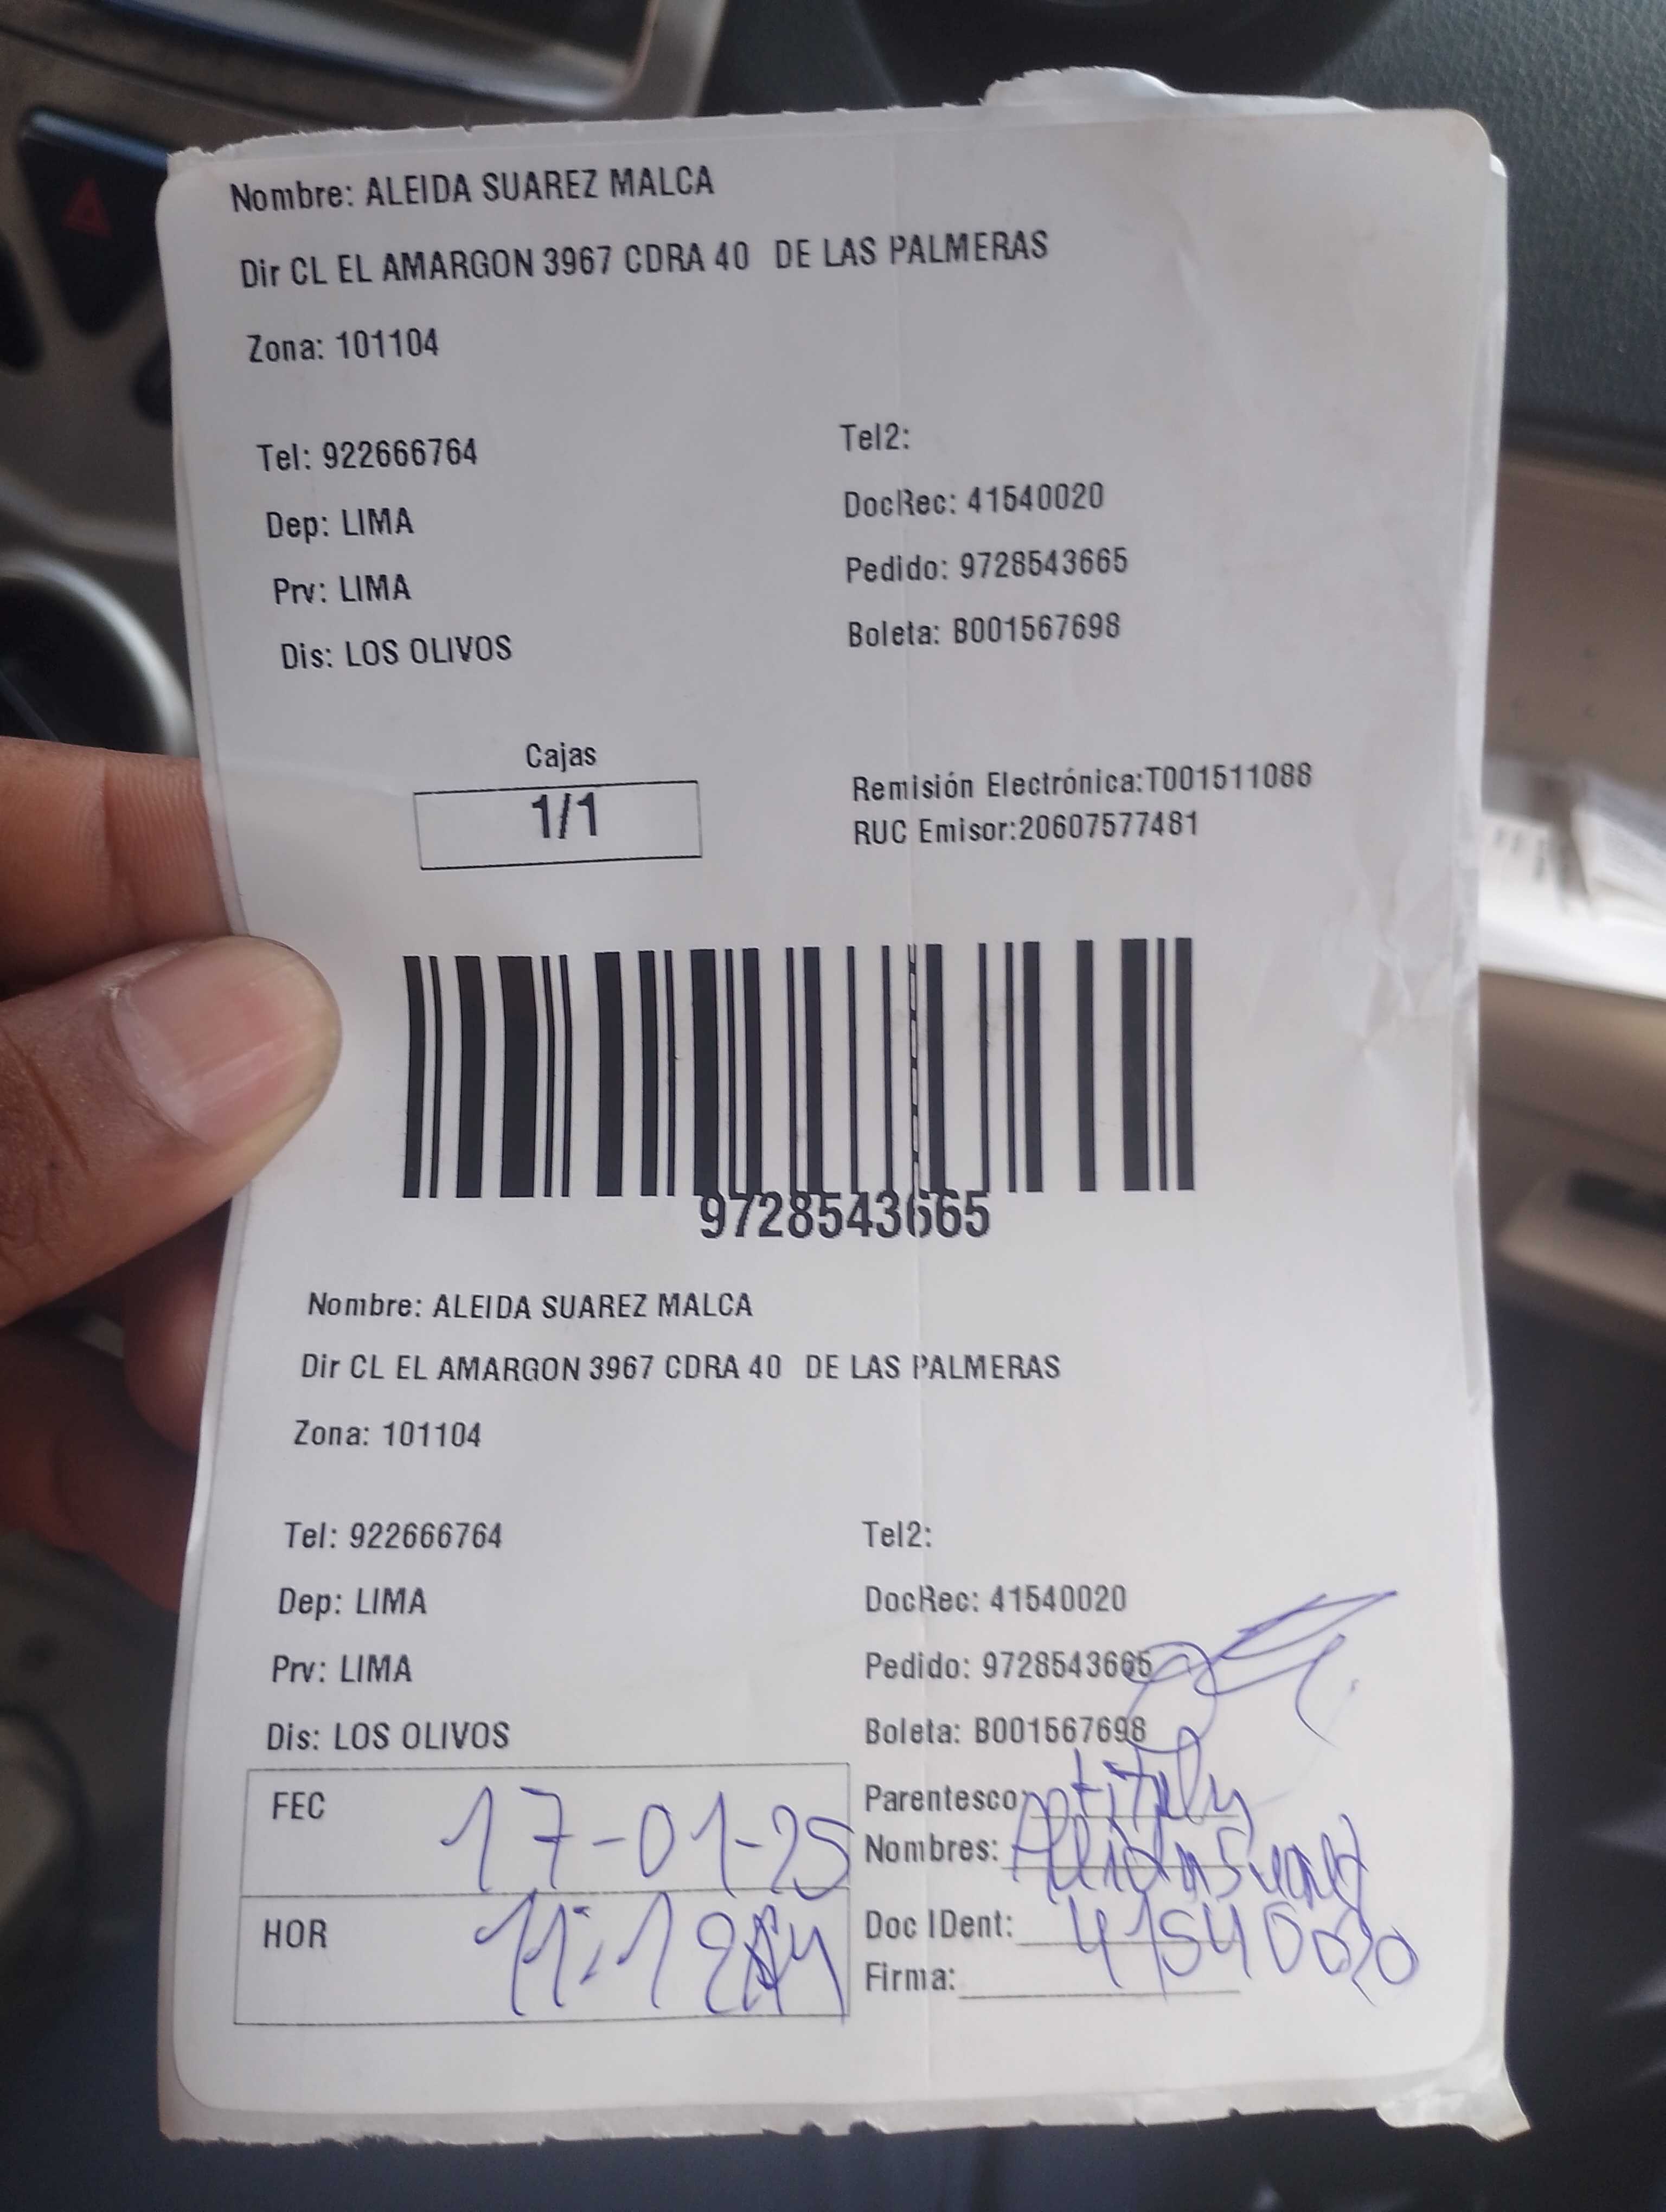 Nombre: ALEIDA SUAREZ MALCA
Dir CL EL AMARGON 3967 CDRA 40 DE LAS PALMERAS
Zona: 101104
Tel: 922666764
Tel2:
Dep: LIMA
DocRec: 41540020
Prv: LIMA
Pedido: 9728543665
Dis: LOS OLIVOS
Boleta: B001567698
Cajas
1/1
Remisión Electrónica:T001511088
RUC Emisor:20607577481
9728543665
Nombre: ALEIDA SUAREZ MALCA
Dir CL EL AMARGON 3967 CDRA 40 DE LAS PALMERAS
Zona: 101104
Tel: 922666764
Tel2:
Dep: LIMA
DocRec: 41540020
Prv: LIMA
Pedido: 9728543665
Dis: LOS OLIVOS
Boleta: B001567698
FEC 17-01-25
Parentesco:
Nombres: Aleida Suarez
HOR
Doc IDent: 41540020
Firma: